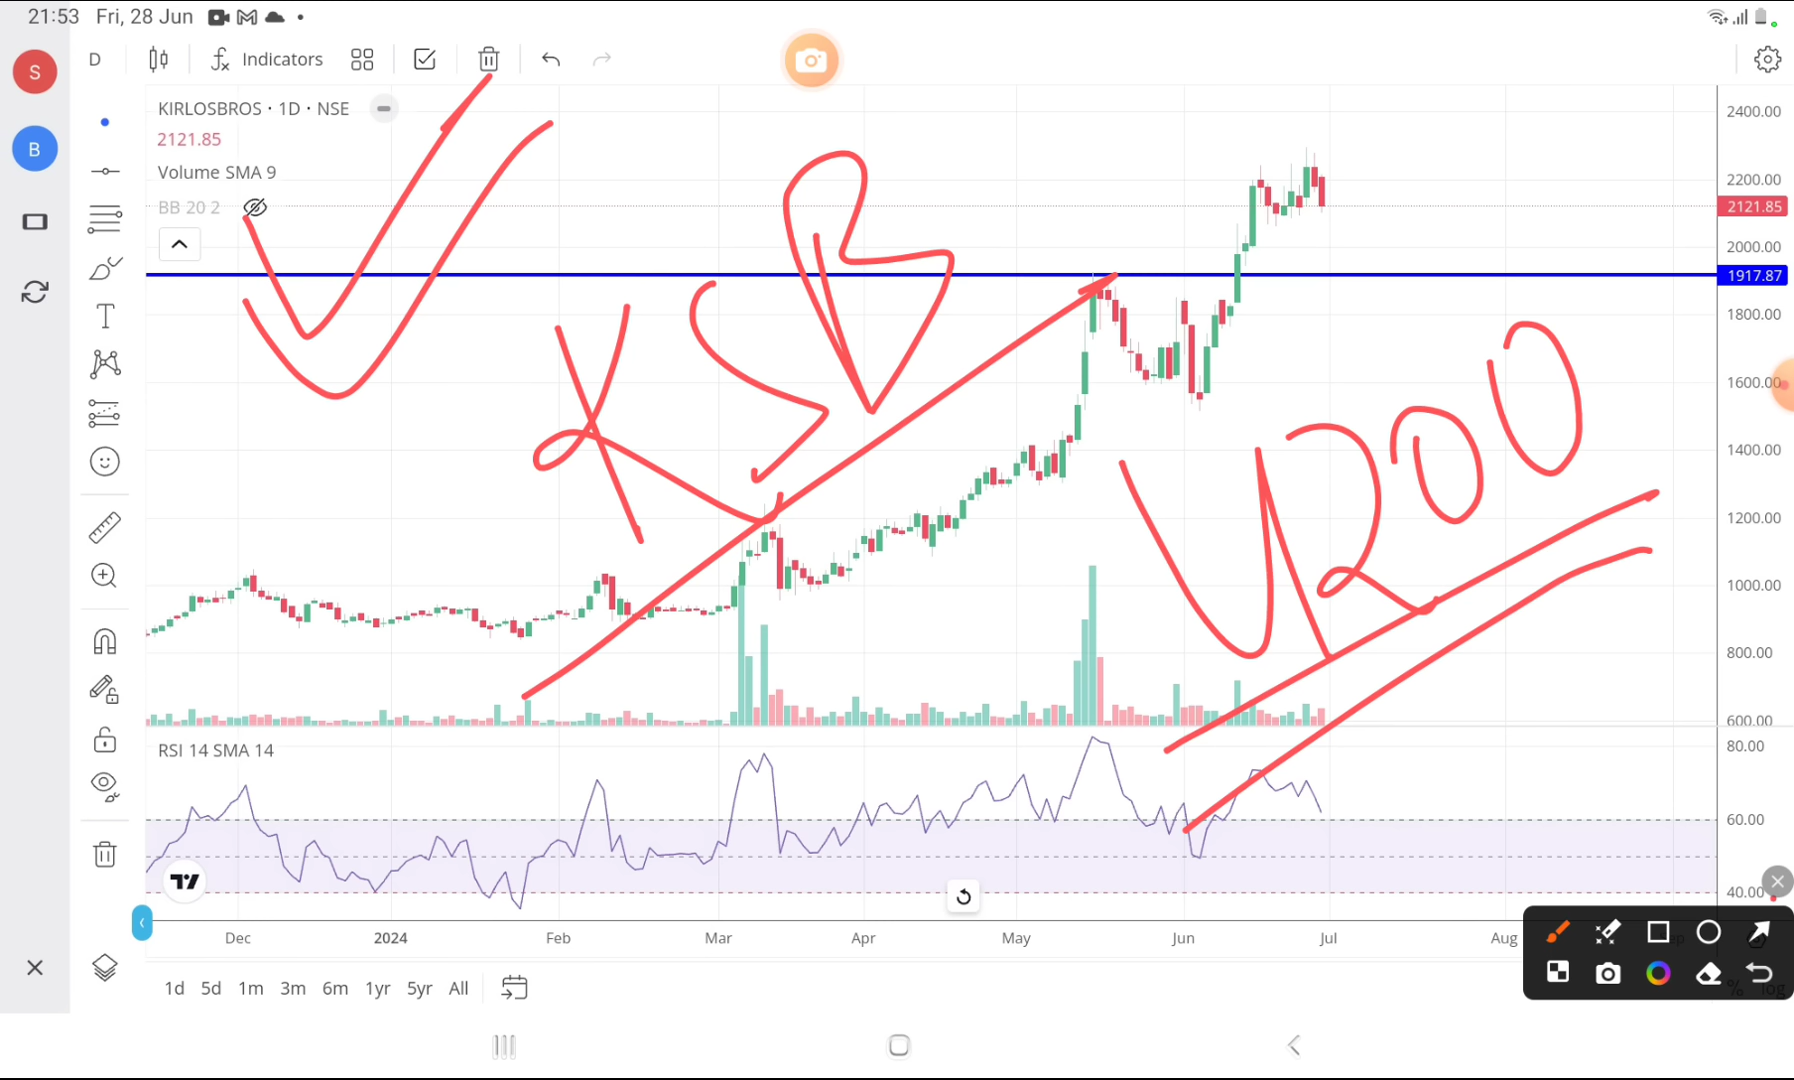 21:53 Fri, 28 Jun
S
B
D Indicators
KIRLOSBROS · 1D · NSE
2121.85
Volume SMA 9
BB 20 2
KSB
V200
2400.00
2200.00
2121.85
2000.00
1917.87
1800.00
1600.00
1400.00
1200.00
1000.00
800.00
600.00
RSI 14 SMA 14
80.00
60.00
40.00
Dec 2024 Feb Mar Apr May Jun Jul Aug
1d 5d 1m 3m 6m 1yr 5yr All
% log